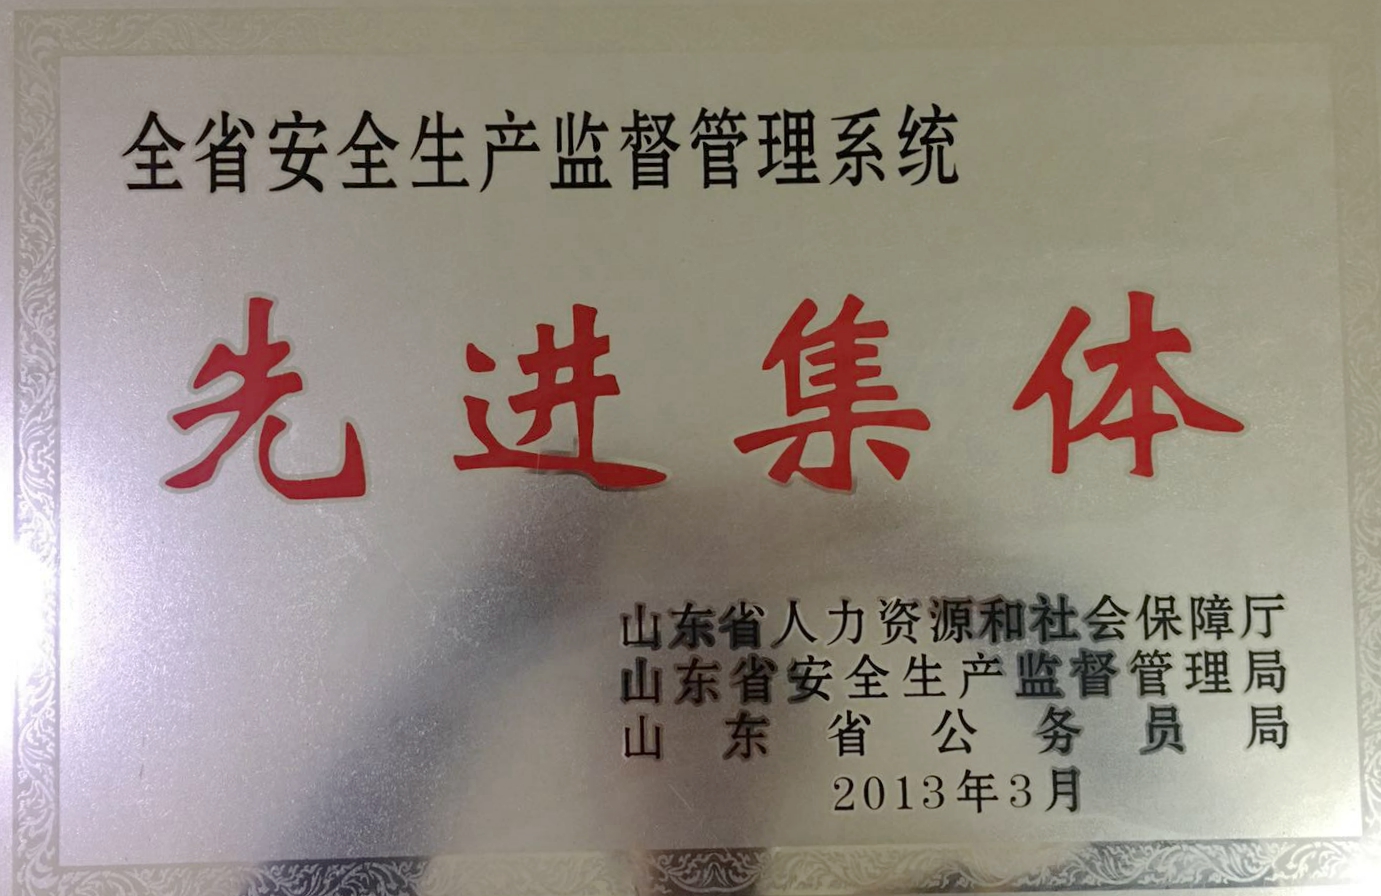 全省安全生产监督管理系统
先进集体
山东省人力资源和社会保障厅
山东省安全生产监督管理局
山东省公务员局
2013年3月